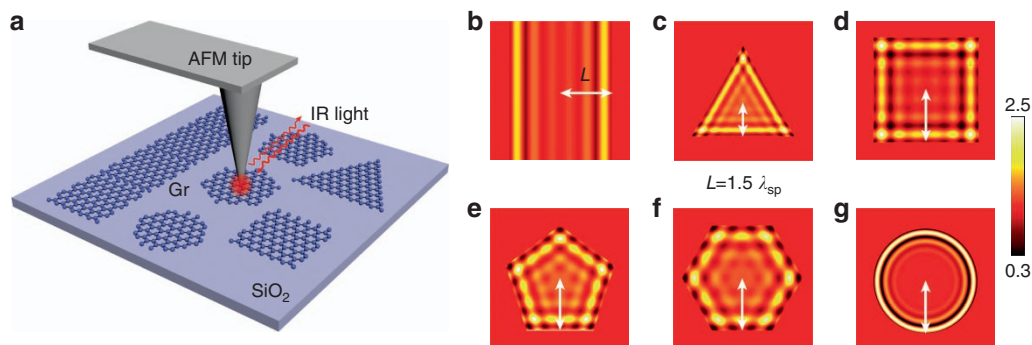 a
AFM tip
IR light
Gr
SiO₂
b
L
c
d
L=1.5 λsp
e
f
g
2.5
0.3